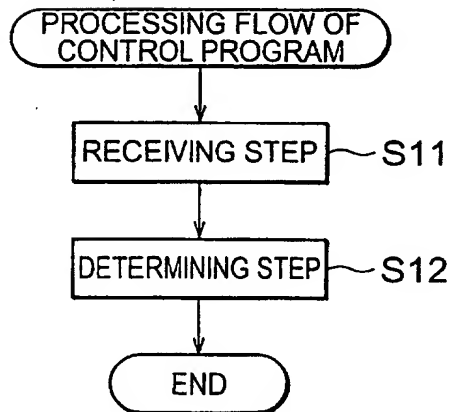 PROCESSING FLOW OF
CONTROL PROGRAM
RECEIVING STEP S11
DETERMINING STEP S12
END